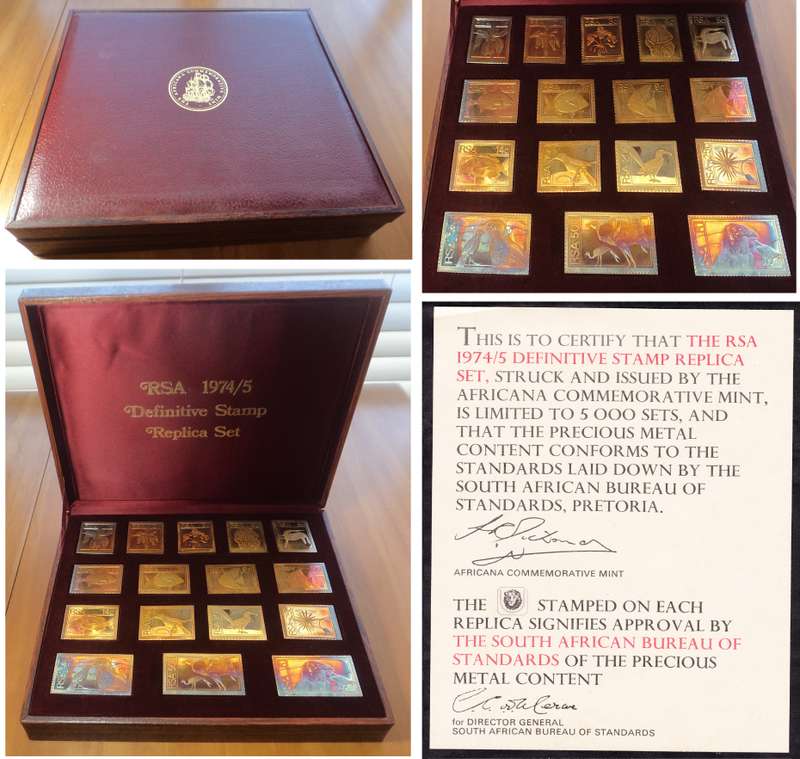 THE AFRICANA COMMEMORATIVE MINT
RSA 1974/5
Definitive Stamp
Replica Set
THIS IS TO CERTIFY THAT THE RSA
1974/5 DEFINITIVE STAMP REPLICA
SET, STRUCK AND ISSUED BY THE
AFRICANA COMMEMORATIVE MINT,
IS LIMITED TO 5 000 SETS, AND
THAT THE PRECIOUS METAL
CONTENT CONFORMS TO THE
STANDARDS LAID DOWN BY THE
SOUTH AFRICAN BUREAU OF
STANDARDS, PRETORIA.
AFRICANA COMMEMORATIVE MINT
THE STAMPED ON EACH
REPLICA SIGNIFIES APPROVAL BY
THE SOUTH AFRICAN BUREAU OF
STANDARDS OF THE PRECIOUS
METAL CONTENT
for DIRECTOR GENERAL
SOUTH AFRICAN BUREAU OF STANDARDS